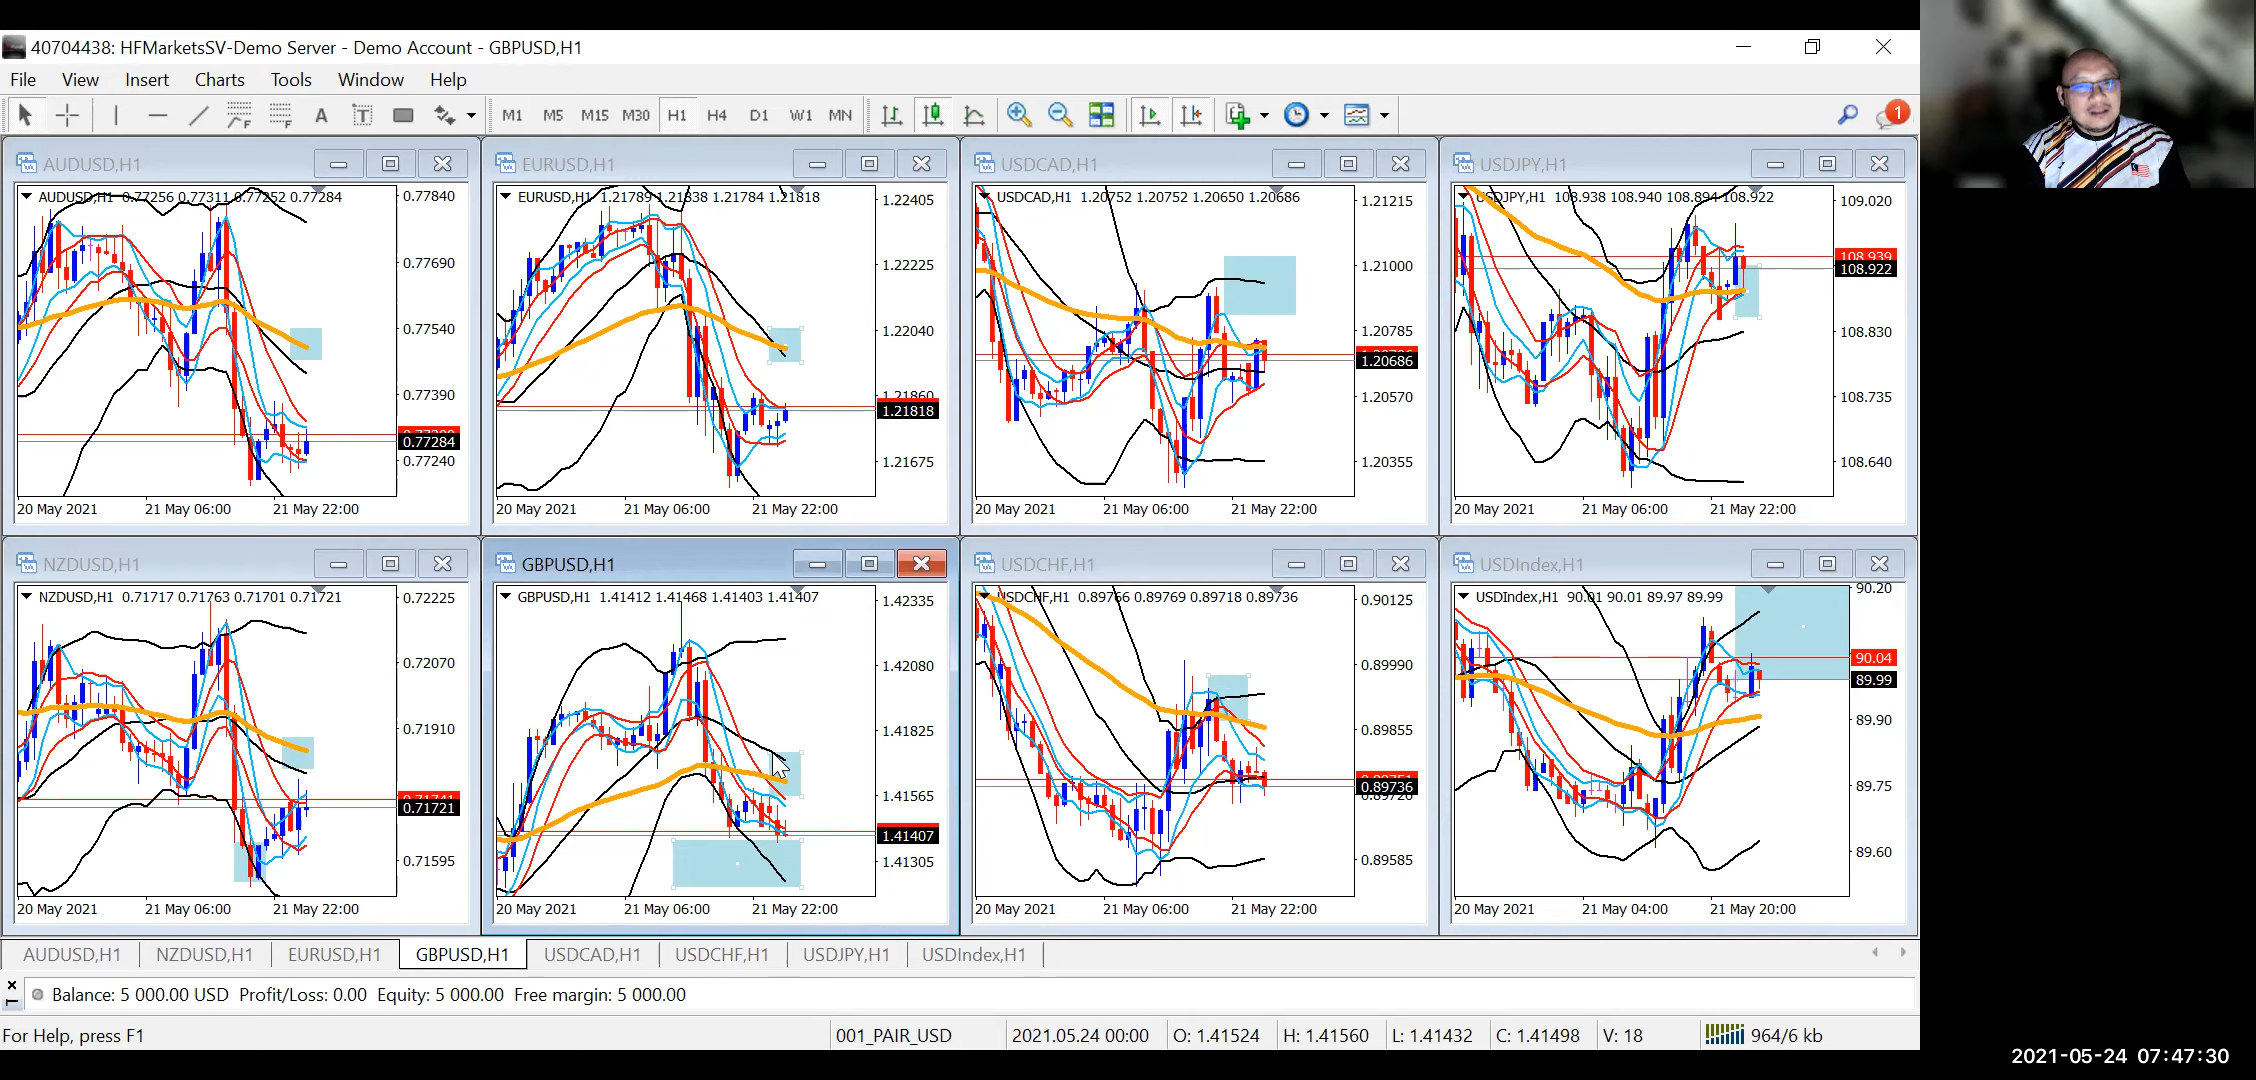 40704438: HFMarketsSV-Demo Server - Demo Account - GBPUSD,H1
File View Insert Charts Tools Window Help
M1 M5 M15 M30 H1 H4 D1 W1 MN 1
AUDUSD,H1
AUDUSD,H1 0.77256 0.77311 0.77252 0.77284
0.77840
0.77690
0.77540
0.77390
0.77284
0.77240
20 May 2021 21 May 06:00 21 May 22:00
EURUSD,H1
EURUSD,H1 1.21789 1.21838 1.21784 1.21818
1.22405
1.22225
1.22040
1.21860
1.21818
1.21675
20 May 2021 21 May 06:00 21 May 22:00
USDCAD,H1
USDCAD,H1 1.20752 1.20752 1.20650 1.20686
1.21215
1.21000
1.20785
1.20686
1.20570
1.20355
20 May 2021 21 May 06:00 21 May 22:00
USDJPY,H1
USDJPY,H1 108.938 108.940 108.894 108.922
109.020
108.939
108.922
108.830
108.735
108.640
20 May 2021 21 May 06:00 21 May 22:00
NZDUSD,H1
NZDUSD,H1 0.71717 0.71763 0.71701 0.71721
0.72225
0.72070
0.71910
0.71741
0.71721
0.71595
20 May 2021 21 May 06:00 21 May 22:00
GBPUSD,H1
GBPUSD,H1 1.41412 1.41468 1.41403 1.41407
1.42335
1.42080
1.41825
1.41565
1.41407
1.41305
20 May 2021 21 May 06:00 21 May 22:00
USDCHF,H1
USDCHF,H1 0.89766 0.89769 0.89718 0.89736
0.90125
0.89990
0.89855
0.89751
0.89736
0.89720
0.89585
20 May 2021 21 May 06:00 21 May 22:00
USDIndex,H1
USDIndex,H1 90.01 90.01 89.97 89.99
90.20
90.04
89.99
89.90
89.75
89.60
20 May 2021 21 May 04:00 21 May 20:00
AUDUSD,H1 NZDUSD,H1 EURUSD,H1 GBPUSD,H1 USDCAD,H1 USDCHF,H1 USDJPY,H1 USDIndex,H1
Balance: 5 000.00 USD Profit/Loss: 0.00 Equity: 5 000.00 Free margin: 5 000.00
For Help, press F1 001_PAIR_USD 2021.05.24 00:00 O: 1.41524 H: 1.41560 L: 1.41432 C: 1.41498 V: 18 964/6 kb
2021-05-24 07:47:30